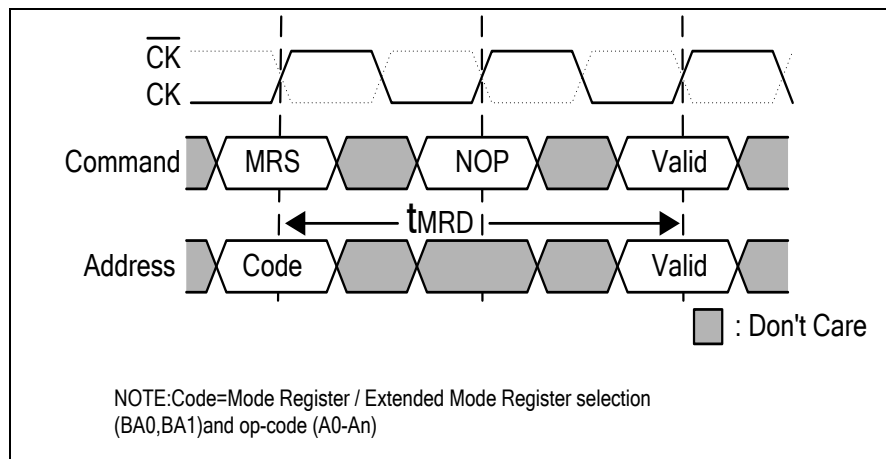 CK
CK
Command MRS NOP Valid
tMRD
Address Code Valid
: Don't Care
NOTE:Code=Mode Register / Extended Mode Register selection
(BA0,BA1)and op-code (A0-An)